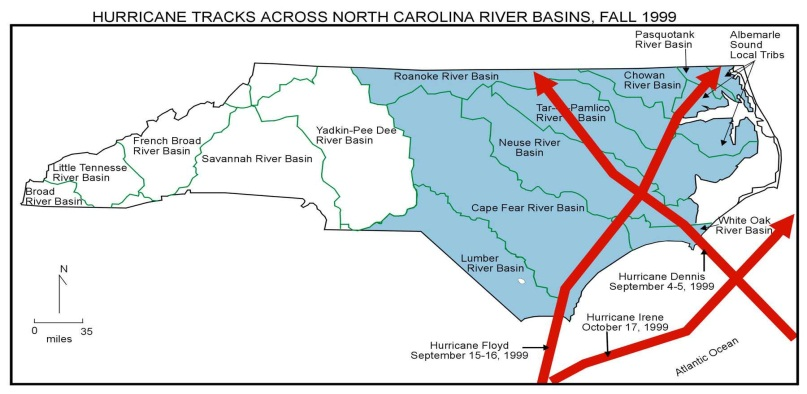 HURRICANE TRACKS ACROSS NORTH CAROLINA RIVER BASINS, FALL 1999
Pasquotank
River Basin
Albemarle
Sound
Local Tribs
Roanoke River Basin
Chowan
River Basin
Tar-Pamlico
River Basin
Yadkin-Pee Dee
River Basin
French Broad
River Basin
Neuse River
Basin
Savannah River Basin
Little Tennesse
River Basin
Broad
River Basin
Cape Fear River Basin
White Oak
River Basin
Lumber
River Basin
Hurricane Dennis
September 4-5, 1999
N
0 35
miles
Hurricane Irene
October 17, 1999
Hurricane Floyd
September 15-16, 1999
Atlantic Ocean